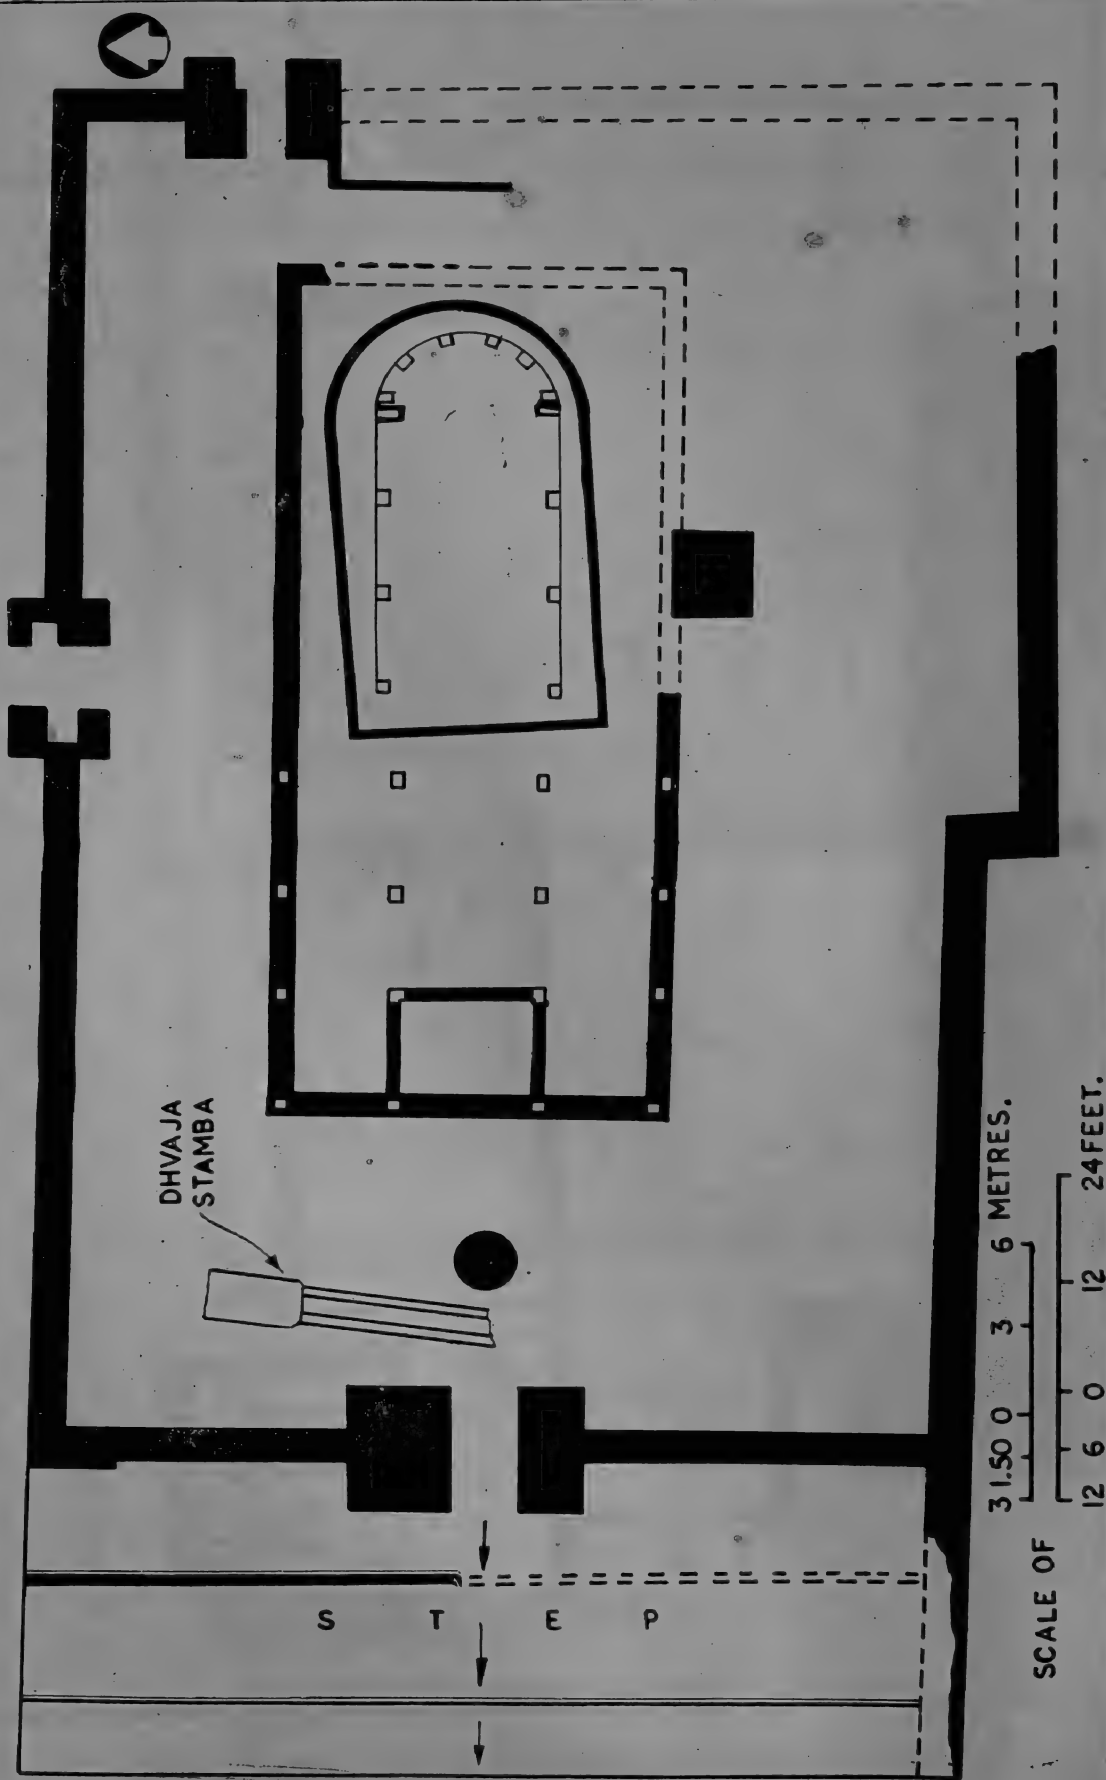 DHVAJA
STAMBA
S T E P
SCALE OF
3 1.50 0 3 6 METRES.
12 6 0 12 24 FEET.